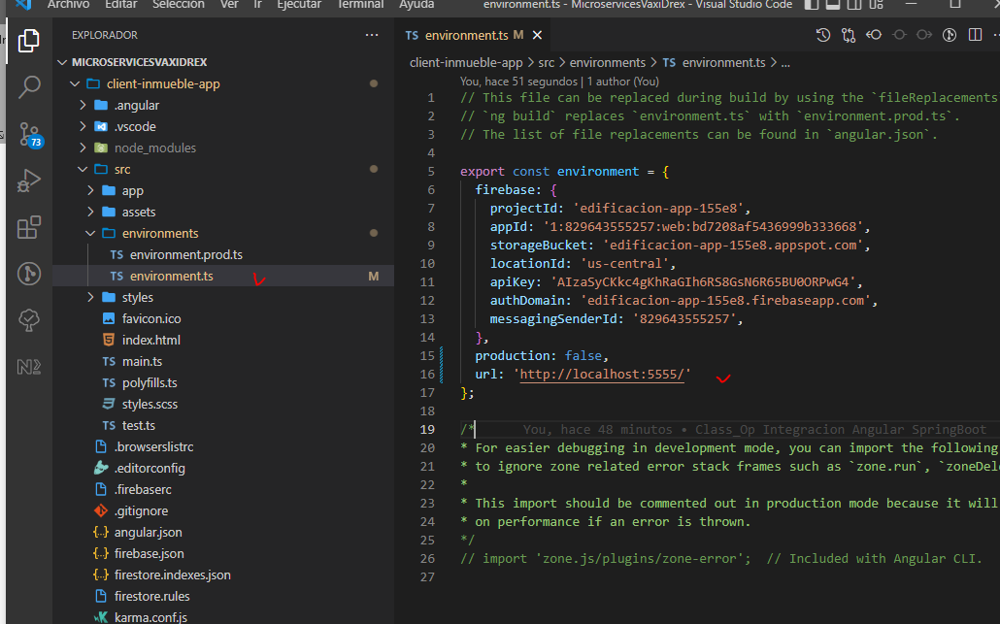 Archivo Editar Selección Ver Ir Ejecutar Terminal Ayuda environment.ts - MicroservicesVaxiDrex - Visual Studio Code
EXPLORADOR
MICROSERVICESVAXIDREX
client-inmueble-app
.angular
.vscode
node_modules
src
app
assets
environments
environment.prod.ts
environment.ts M
styles
favicon.ico
index.html
main.ts
polyfills.ts
styles.scss
test.ts
.browserslistrc
.editorconfig
.firebaserc
.gitignore
angular.json
firebase.json
firestore.indexes.json
firestore.rules
karma.conf.js
73
TS environment.ts M
client-inmueble-app > src > environments > TS environment.ts > ...
You, hace 51 segundos | 1 author (You)
1 // This file can be replaced during build by using the `fileReplacements
2 // `ng build` replaces `environment.ts` with `environment.prod.ts`.
3 // The list of file replacements can be found in `angular.json`.
4
5 export const environment = {
6 firebase: {
7 projectId: 'edificacion-app-155e8',
8 appId: '1:829643555257:web:bd7208af5436999b333668',
9 storageBucket: 'edificacion-app-155e8.appspot.com',
10 locationId: 'us-central',
11 apiKey: 'AIzaSyCKkc4gKhRaGIh6RS8GsN6R65BU0ORPwG4',
12 authDomain: 'edificacion-app-155e8.firebaseapp.com',
13 messagingSenderId: '829643555257',
14 },
15 production: false,
16 url: 'http://localhost:5555/'
17 };
18
19 /* You, hace 48 minutos • Class_Op Integracion Angular SpringBoot
20 * For easier debugging in development mode, you can import the following
21 * to ignore zone related error stack frames such as `zone.run`, `zoneDel
22 *
23 * This import should be commented out in production mode because it will
24 * on performance if an error is thrown.
25 */
26 // import 'zone.js/plugins/zone-error'; // Included with Angular CLI.
27